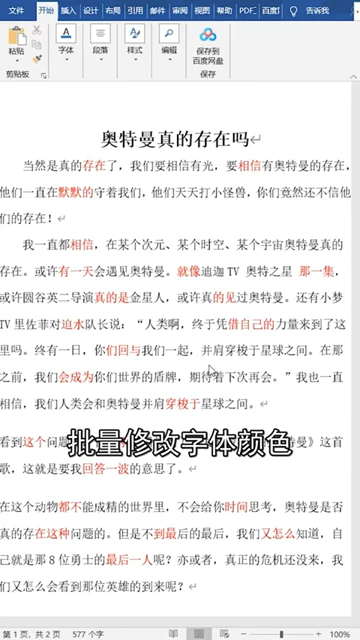 文件 开始 插入 设计 布局 引用 邮件 审阅 视图 帮助 PDF工 百度网盘 告诉我
粘贴 字体 段落 样式 编辑 保存到
百度网盘
剪贴板 保存
奥特曼真的存在吗
当然是真的存在了，我们要相信有光，要相信有奥特曼的存在，
他们一直在默默的守着我们，他们天天打小怪兽，你们竟然还不信他
们的存在！
我一直都相信，在某个次元、某个时空、某个宇宙奥特曼真的
存在。或许有一天会遇见奥特曼。就像迪迦 TV 奥特之星 那一集，
或许圆谷英二导演真的是金星人，或许真的见过奥特曼。还有小梦
TV 里佐菲对迫水队长说：“人类啊，终于凭借自己的力量来到了这
里吗。终有一日，你们回与我们一起，并肩穿梭于星球之间。在那
之前，我们会成为你们世界的盾牌，期待着下次再会。”我也一直
相信，我们人类会和奥特曼并肩穿梭于星球之间。
看到这个问题 》这首
批量修改字体颜色
歌，这就是要我回答一波的意思了。
在这个动物都不能成精的世界里，不会给你时间思考，奥特曼是否
真的存在这种问题的。但是不到最后的最后，我们又怎么知道，自
己就是那 8 位勇士的最后一人呢？亦或者，真正的危机还没来，我
们又怎么会看到那位英雄的到来呢？
第 1 页，共 2 页 577 个字 100%